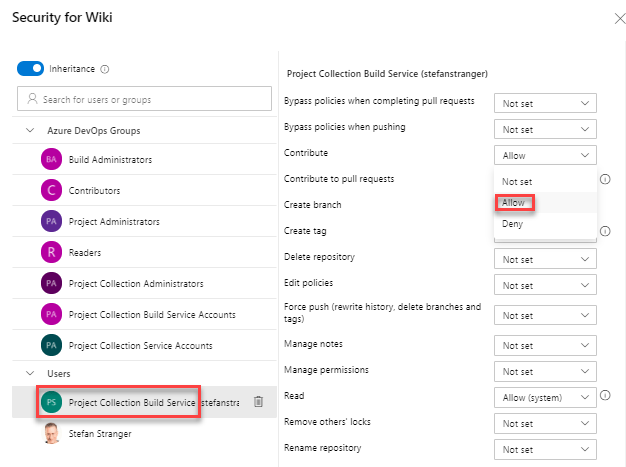 Security for Wiki
Inheritance
Search for users or groups
Azure DevOps Groups
BA Build Administrators
C Contributors
PA Project Administrators
R Readers
PA Project Collection Administrators
PA Project Collection Build Service Accounts
PA Project Collection Service Accounts
Users
PS Project Collection Build Service (stefanstra
Stefan Stranger
Project Collection Build Service (stefanstranger)
Bypass policies when completing pull requests Not set
Bypass policies when pushing Not set
Contribute Allow
Contribute to pull requests
Not set
Allow
Deny
Create branch
Create tag
Delete repository Not set
Edit policies Not set
Force push (rewrite history, delete branches and
tags) Not set
Manage notes Not set
Manage permissions Not set
Read Allow (system)
Remove others' locks Not set
Rename repository Not set